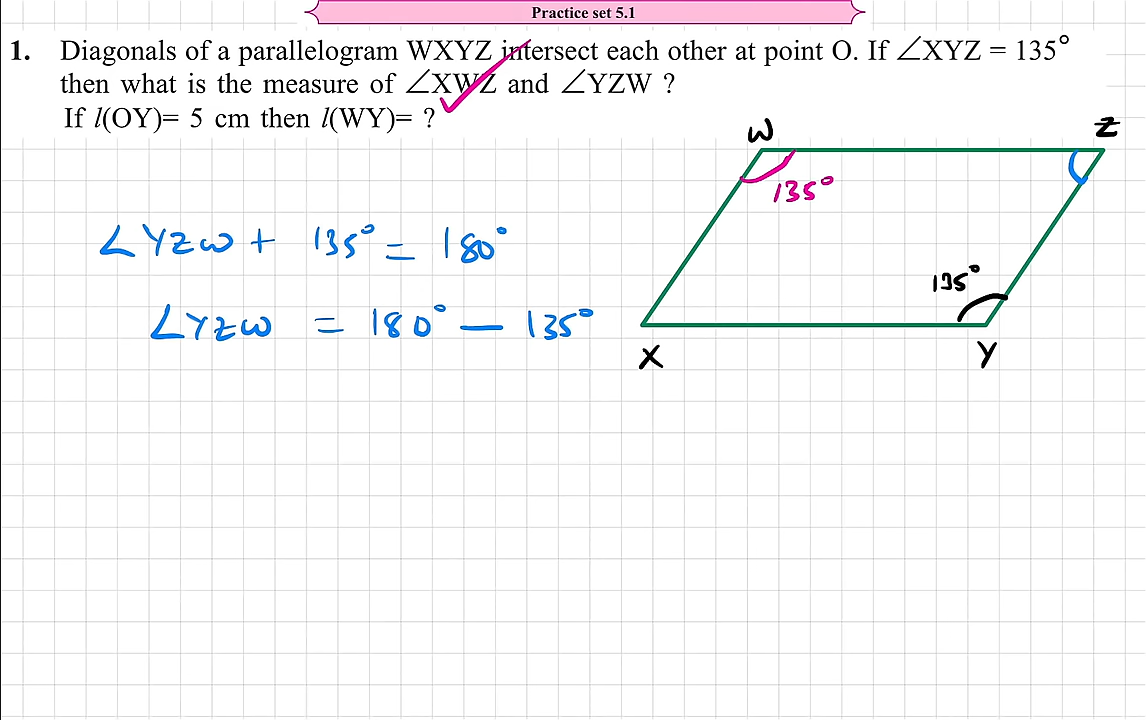 Practice set 5.1
1. Diagonals of a parallelogram WXYZ intersect each other at point O. If ∠XYZ = 135°
then what is the measure of ∠XWZ and ∠YZW ?
If l(OY)= 5 cm then l(WY)= ?
W
Z
135°
∠YZW + 135° = 180°
135°
∠YZW = 180° — 135°
X
Y